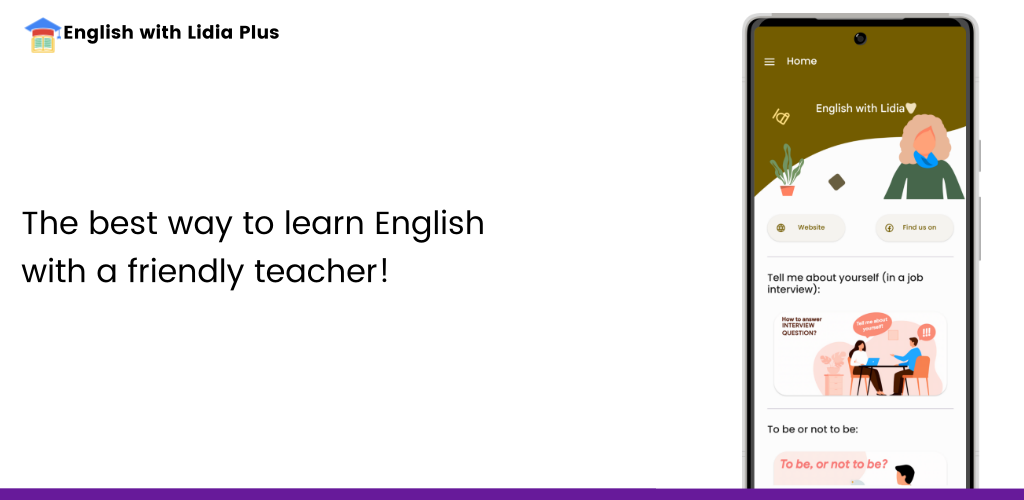 English with Lidia Plus
The best way to learn English
with a friendly teacher!
Home
English with Lidia
Website
Find us on
Tell me about yourself (in a job
interview):
How to answer
INTERVIEW
QUESTION?
Tell me about
yourself?
!!!
To be or not to be:
To be, or not to be?